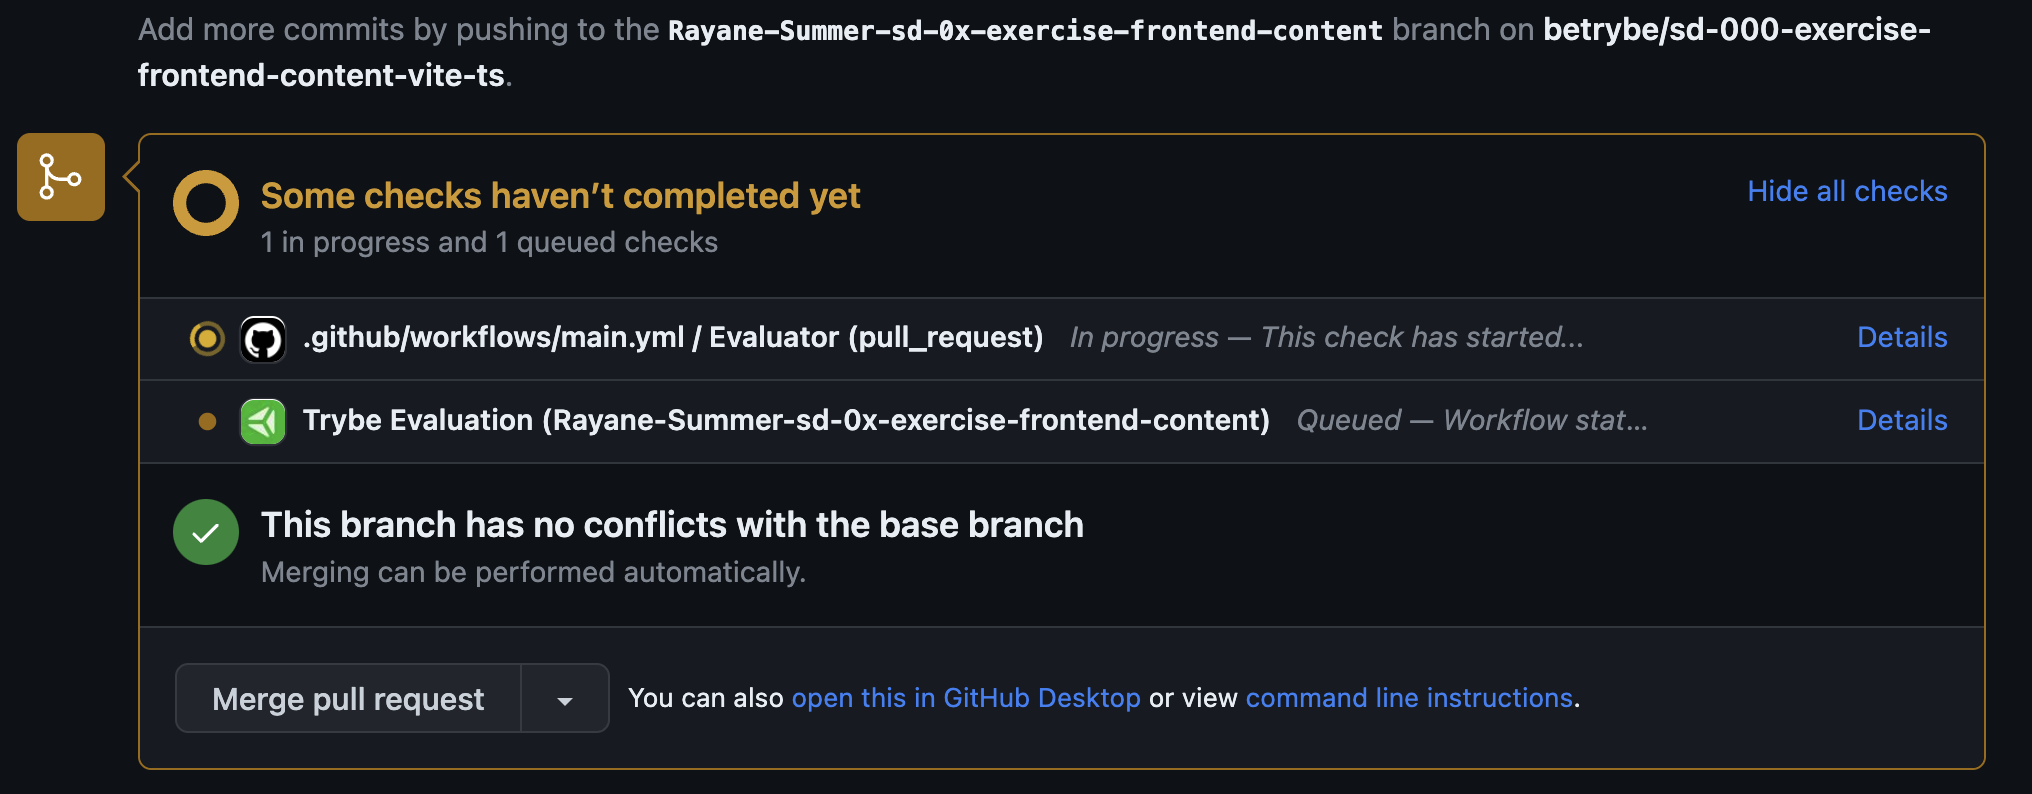 Add more commits by pushing to the Rayane-Summer-sd-0x-exercise-frontend-content branch on betrybe/sd-000-exercise-
frontend-content-vite-ts.
Some checks haven’t completed yet
Hide all checks
1 in progress and 1 queued checks
.github/workflows/main.yml / Evaluator (pull_request) In progress — This check has started... Details
Trybe Evaluation (Rayane-Summer-sd-0x-exercise-frontend-content) Queued — Workflow stat... Details
This branch has no conflicts with the base branch
Merging can be performed automatically.
Merge pull request You can also open this in GitHub Desktop or view command line instructions.